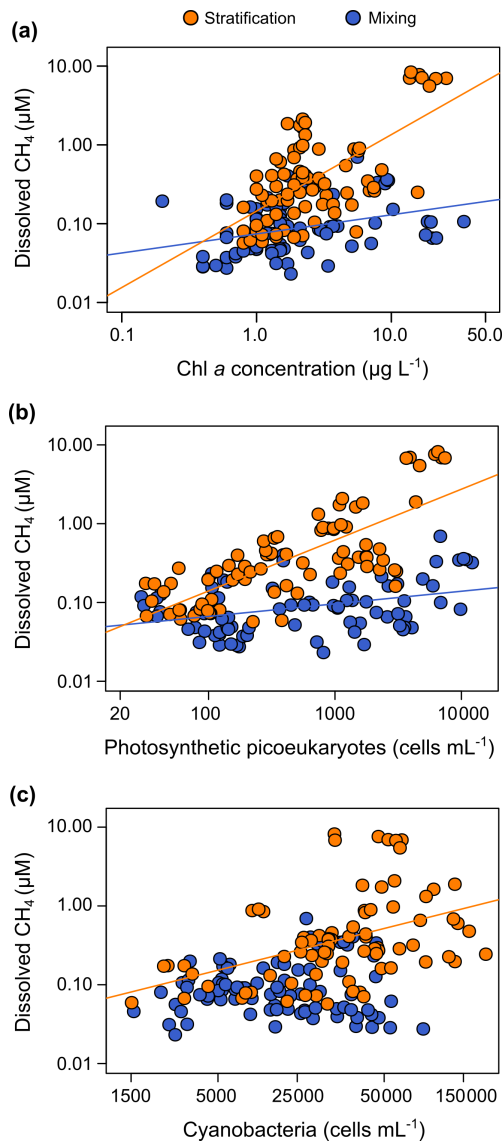 Stratification Mixing
(a)
10.00
1.00
0.10
0.01
Dissolved CH₄ (µM)
0.1 1.0 10.0 50.0
Chl a concentration (µg L⁻¹)
(b)
10.00
1.00
0.10
0.01
Dissolved CH₄ (µM)
20 100 1000 10000
Photosynthetic picoeukaryotes (cells mL⁻¹)
(c)
10.00
1.00
0.10
0.01
Dissolved CH₄ (µM)
1500 5000 25000 50000 150000
Cyanobacteria (cells mL⁻¹)